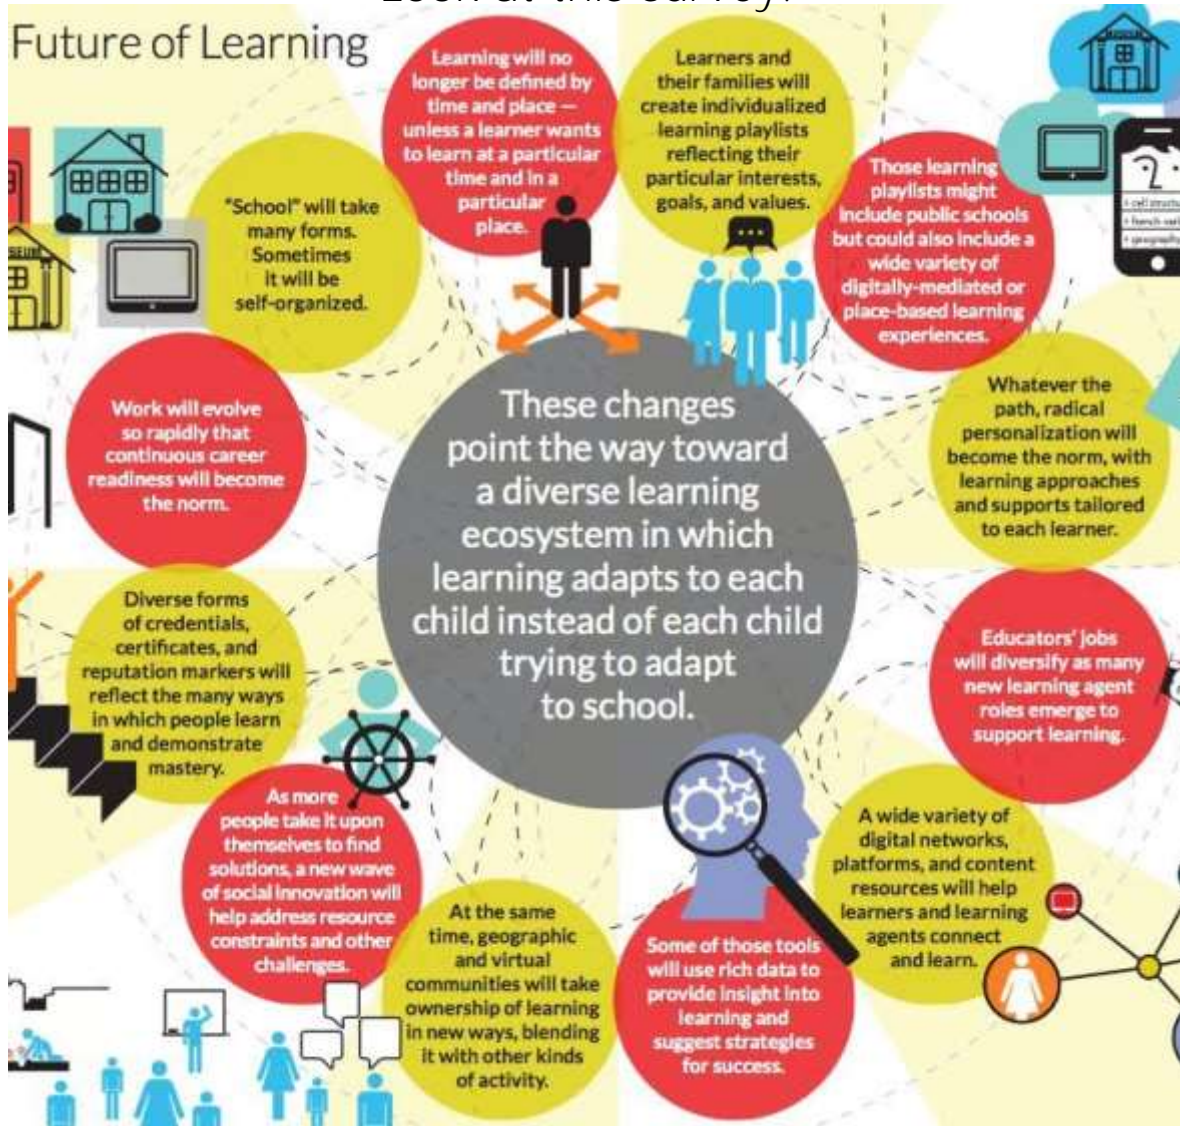 Look at this survey!
Future of Learning
Learning will no
longer be defined by
time and place —
unless a learner wants
to learn at a particular
time and in a
particular
place.
Learners and
their families will
create individualized
learning playlists
reflecting their
particular interests,
goals, and values.
Those learning
playlists might
include public schools
but could also include a
wide variety of
digitally-mediated or
place-based learning
experiences.
Whatever the
path, radical
personalization will
become the norm, with
learning approaches
and supports tailored
to each learner.
Educators' jobs
will diversify as many
new learning agent
roles emerge to
support learning.
A wide variety of
digital networks,
platforms, and content
resources will help
learners and learning
agents connect
and learn.
Some of those tools
will use rich data to
provide insight into
learning and
suggest strategies
for success.
At the same
time, geographic
and virtual
communities will take
ownership of learning
in new ways, blending
it with other kinds
of activity.
As more
people take it upon
themselves to find
solutions, a new wave
of social innovation will
help address resource
constraints and other
challenges.
Diverse forms
of credentials,
certificates, and
reputation markers will
reflect the many ways
in which people learn
and demonstrate
mastery.
Work will evolve
so rapidly that
continuous career
readiness will become
the norm.
"School" will take
many forms.
Sometimes
it will be
self-organized.
These changes
point the way toward
a diverse learning
ecosystem in which
learning adapts to each
child instead of each child
trying to adapt
to school.
MUSEUM
+ cell
+ french